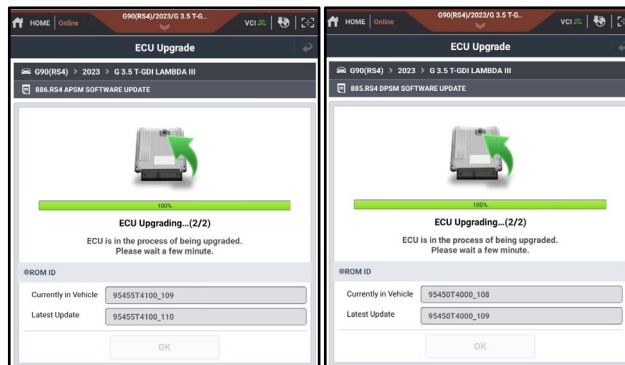 HOME Online G90(RS4)/2023/G 3.5 T-G.. VCI
ECU Upgrade
G90(RS4) > 2023 > G 3.5 T-GDI LAMBDA III
886.RS4 APSM SOFTWARE UPDATE
100%
ECU Upgrading...(2/2)
ECU is in the process of being upgraded.
Please wait a few minute.
ROM ID
Currently in Vehicle 95455T4100_109
Latest Update 95455T4100_110
OK
HOME Online G90(RS4)/2023/G 3.5 T-G.. VCI
ECU Upgrade
G90(RS4) > 2023 > G 3.5 T-GDI LAMBDA III
885.RS4 DPSM SOFTWARE UPDATE
100%
ECU Upgrading...(2/2)
ECU is in the process of being upgraded.
Please wait a few minute.
ROM ID
Currently in Vehicle 95450T4000_108
Latest Update 95450T4000_109
OK